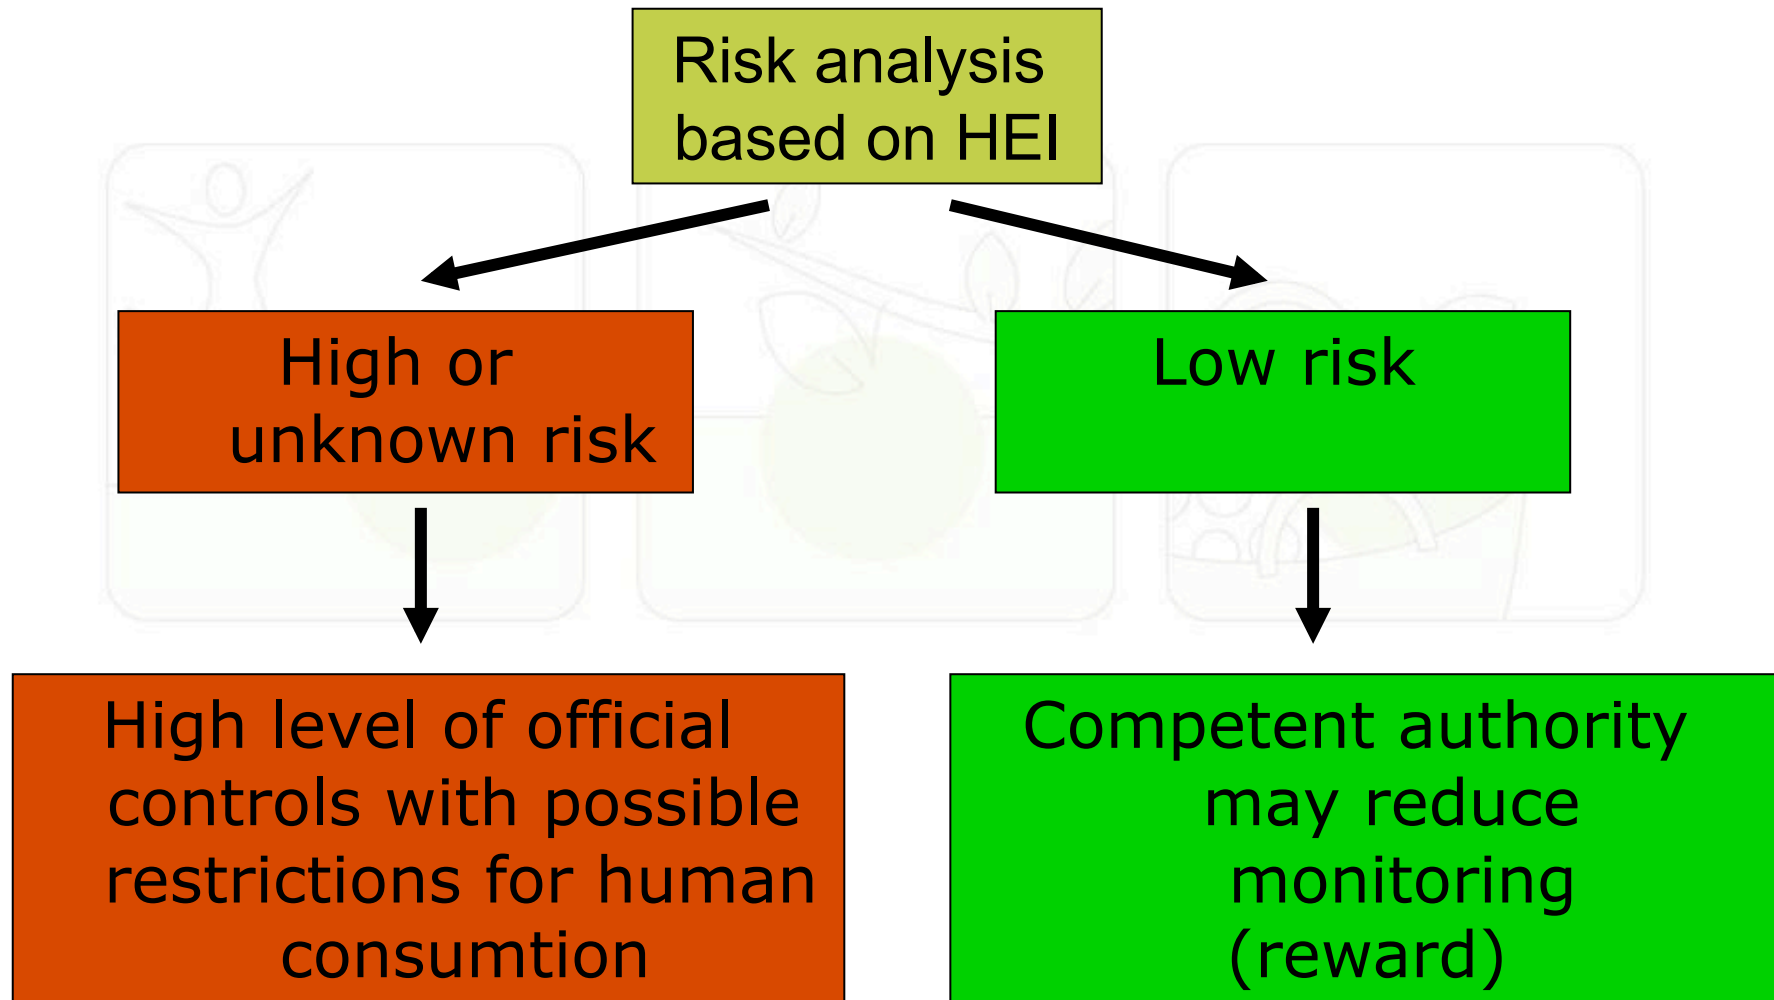 Risk analysis
based on HEI
High or
unknown risk
Low risk
High level of official
controls with possible
restrictions for human
consumtion
Competent authority
may reduce
monitoring
(reward)